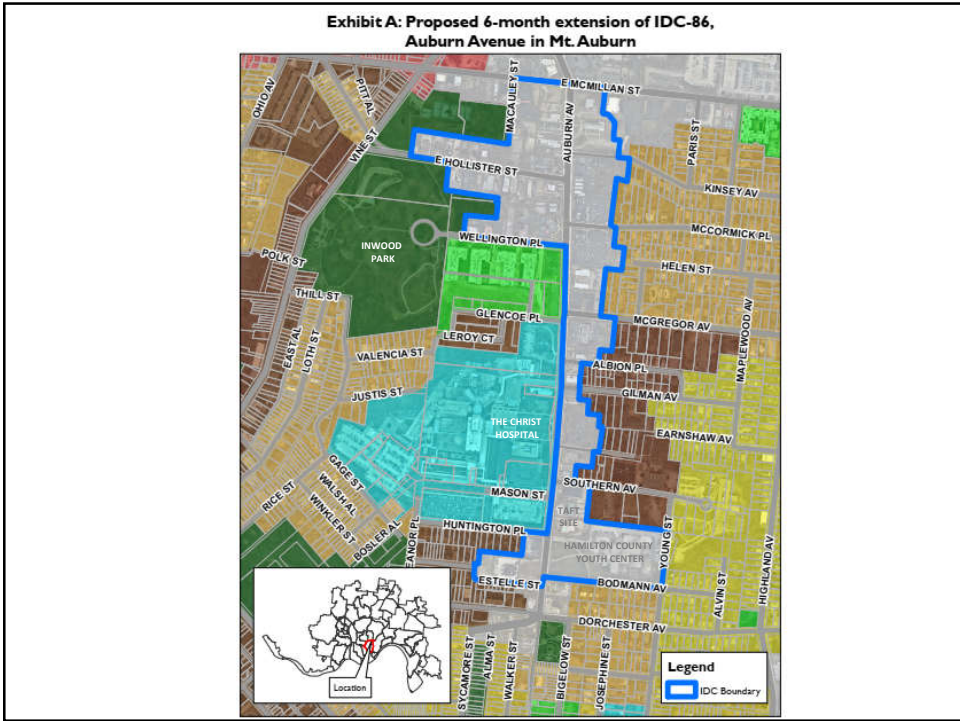 Exhibit A: Proposed 6-month extension of IDC-86,
Auburn Avenue in Mt. Auburn
OHIO AV
PITT AL
VINE ST
MACAULEY ST
AUBURN AV
E MCMILLAN ST
PARIS ST
E HOLLISTER ST
KINSEY AV
WELLINGTON PL
MCCORMICK PL
INWOOD
PARK
POLK ST
HELEN ST
THILL ST
GLENCOE PL
MCGREGOR AV
MAPLEWOOD AV
EAST AL
LOTH ST
LEROY CT
VALENCIA ST
ALBION PL
JUSTIS ST
GILMAN AV
THE CHRIST
HOSPITAL
EARNSHAW AV
GAGE ST
WALSH AL
WINKLER ST
RICE ST
BOSLER AL
MASON ST
SOUTHERN AV
TAFT
SITE
HUNTINGTON PL
EANOR PL
HAMILTON COUNTY
YOUTH CENTER
YOUNG ST
ESTELLE ST
BODMANN AV
ALVIN ST
HIGHLAND AV
DORCHESTER AV
SYCAMORE ST
ALMA ST
WALKER ST
BIGELOW ST
JOSEPHINE ST
Location
Legend
IDC Boundary